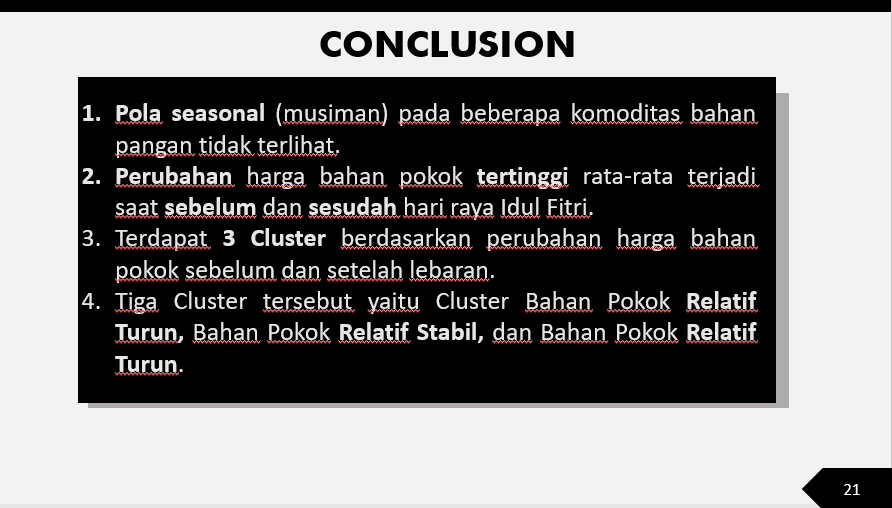 CONCLUSION
1. Pola seasonal (musiman) pada beberapa komoditas bahan
pangan tidak terlihat.
2. Perubahan harga bahan pokok tertinggi rata-rata terjadi
saat sebelum dan sesudah hari raya Idul Fitri.
3. Terdapat 3 Cluster berdasarkan perubahan harga bahan
pokok sebelum dan setelah lebaran.
4. Tiga Cluster tersebut yaitu Cluster Bahan Pokok Relatif
Turun, Bahan Pokok Relatif Stabil, dan Bahan Pokok Relatif
Turun.
21